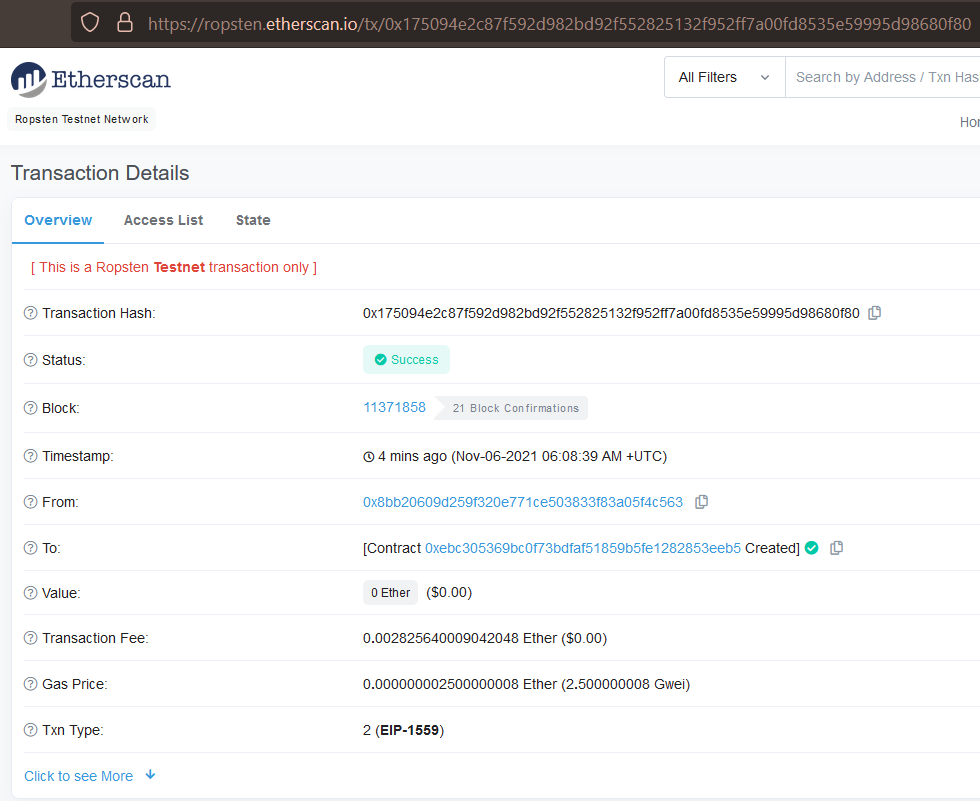 https://ropsten.etherscan.io/tx/0x175094e2c87f592d982bd92f552825132f952ff7a00fd8535e59995d98680f80
Etherscan
All Filters
Search by Address / Txn Has
Ropsten Testnet Network
Hor
Transaction Details
Overview Access List State
[ This is a Ropsten Testnet transaction only ]
Transaction Hash: 0x175094e2c87f592d982bd92f552825132f952ff7a00fd8535e59995d98680f80
Status: Success
Block: 11371858 21 Block Confirmations
Timestamp: 4 mins ago (Nov-06-2021 06:08:39 AM +UTC)
From: 0x8bb20609d259f320e771ce503833f83a05f4c563
To: [Contract 0xebc305369bc0f73bdfaf51859b5fe1282853eeb5 Created]
Value: 0 Ether ($0.00)
Transaction Fee: 0.002825640009042048 Ether ($0.00)
Gas Price: 0.000000002500000008 Ether (2.500000008 Gwei)
Txn Type: 2 (EIP-1559)
Click to see More